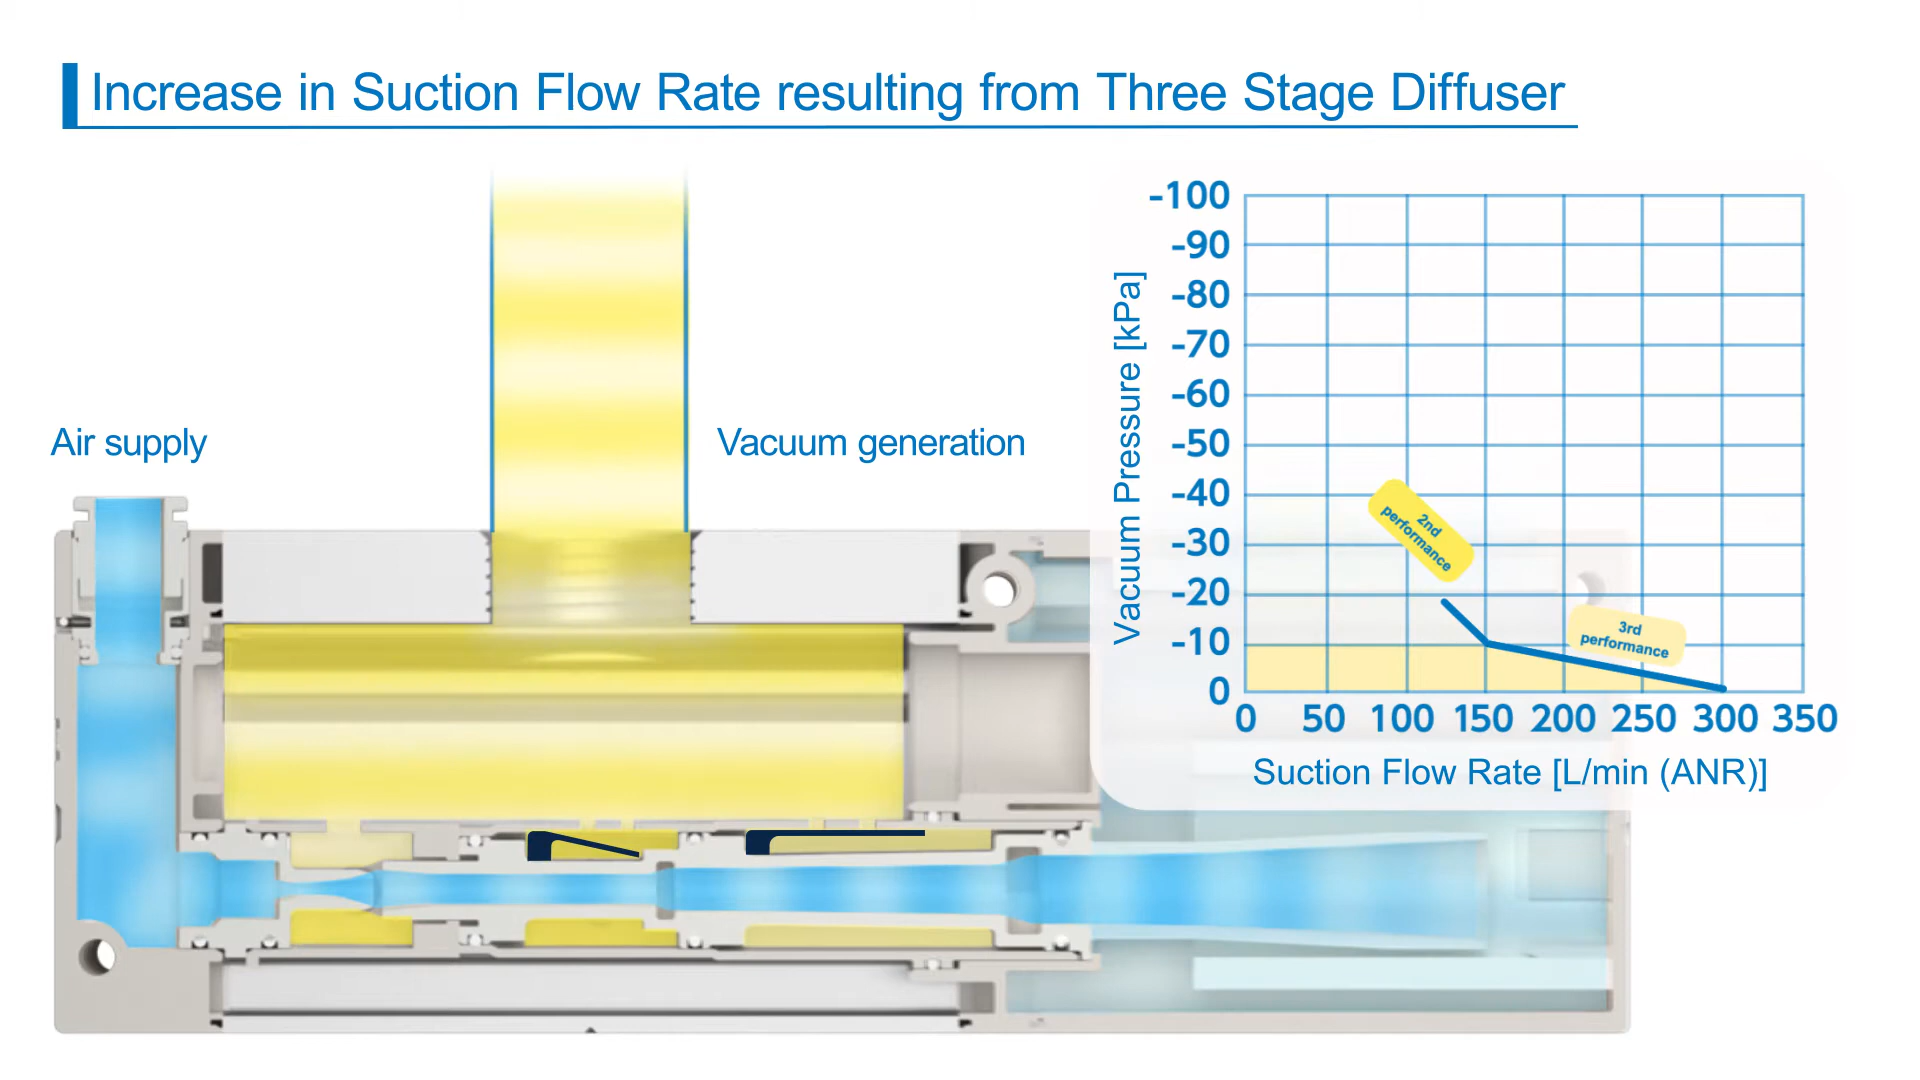 Increase in Suction Flow Rate resulting from Three Stage Diffuser
Air supply
Vacuum generation
Vacuum Pressure [kPa]
-100
-90
-80
-70
-60
-50
-40
-30
-20
-10
0
2nd
performance
3rd
performance
0 50 100 150 200 250 300 350
Suction Flow Rate [L/min (ANR)]